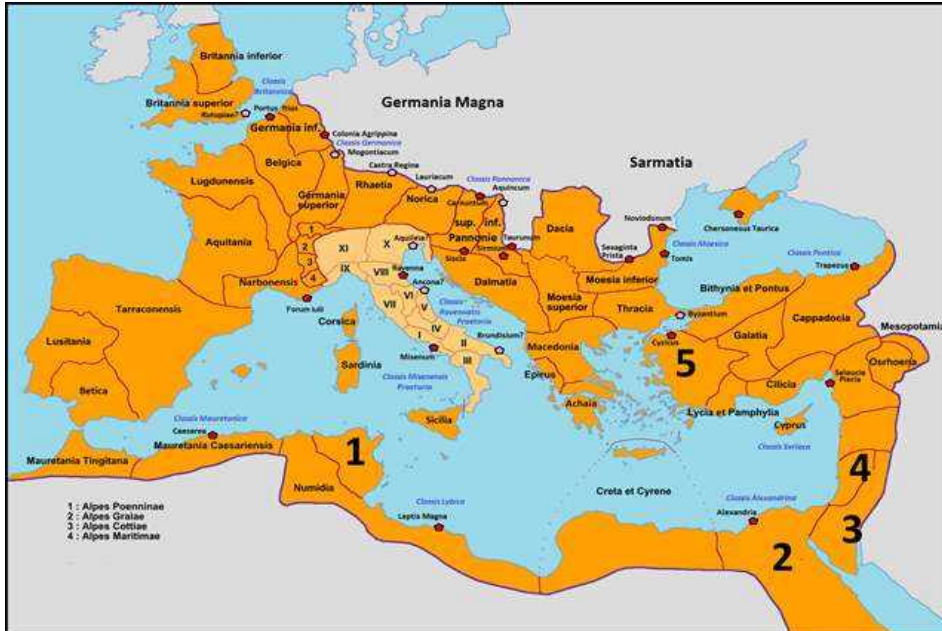 Britannia inferior
Classis
Britannica
Britannia superior
Rutupiae?
Portus Itius
Germania Magna
Germania inf.
Colonia Agrippina
Classis Germanica
Mogontiacum
Belgica
Castra Regina
Lauriacum
Classis Pannonica
Aquincum
Carnuntum
Sarmatia
Lugdunensis
Germania
superior
Rhaetia
Norica
sup.
inf.
Pannonie
Taurunum
Sirmium
Siscia
Dacia
Noviodunum
Sexaginta
Prista
Classis Moesica
Tomis
Chersonesus Taurica
Classis Pontica
Trapezus
Aquitania
1
2
3
4
XI
X
Aquileia?
IX
VIII
Ravenna
Ancona?
VII
VI
V
IV
I
II
III
Classis
Ravennatis
Praetoria
Dalmatia
Moesia inferior
Moesia
superior
Thracia
Bithynia et Pontus
Byzantium
Cyzicus
Galatia
Cappadocia
Mesopotamia
Osrhoena
Narbonensis
Forum Iulii
Corsica
Tarraconensis
Lusitania
Betica
Sardinia
Misenum
Brundisium?
Classis Misenensis
Praetoria
Macedonia
Epirus
Achaia
5
Cilicia
Seleucia
Pieria
Lycia et Pamphylia
Cyprus
Classis Syriaca
Sicilia
Classis Mauretanica
Caesarea
Mauretania Tingitana
Mauretania Caesariensis
1
Numidia
Classis Lybica
Leptis Magna
Creta et Cyrene
Classis Alexandrina
Alexandria
4
3
2
1 : Alpes Poenninae
2 : Alpes Graiae
3 : Alpes Cottiae
4 : Alpes Maritimae